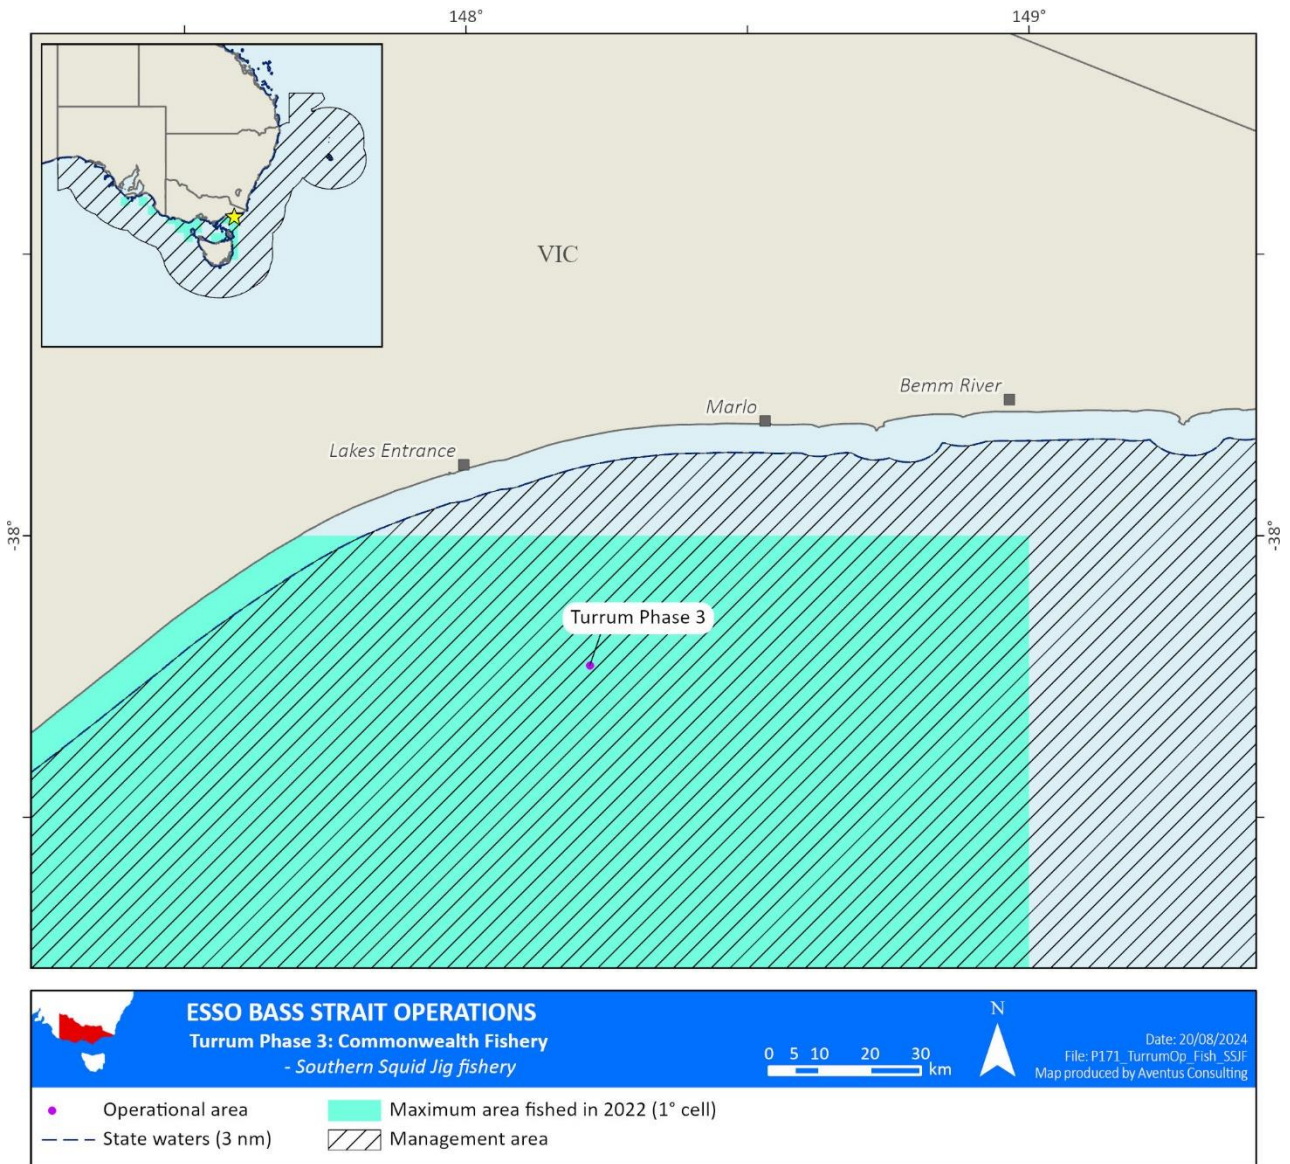 148°
149°
VIC
Bemm River
Marlo
Lakes Entrance
-38°
-38°
Turrum Phase 3
ESSO BASS STRAIT OPERATIONS
Turrum Phase 3: Commonwealth Fishery
- Southern Squid Jig fishery
0 5 10 20 30
km
N
Date: 20/08/2024
File: P171_TurrumOp_Fish_SSJF
Map produced by Aventus Consulting
Operational area
Maximum area fished in 2022 (1° cell)
State waters (3 nm)
Management area